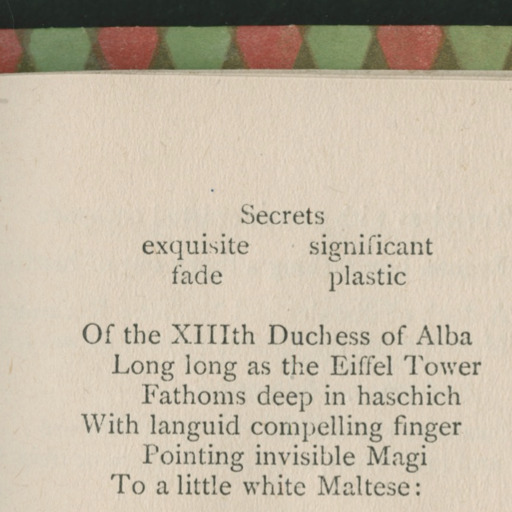 Secrets
exquisite significant
fade plastic
Of the XIIIth Duchess of Alba
Long long as the Eiffel Tower
Fathoms deep in haschich
With languid compelling finger
Pointing invisible Magi
To a little white Maltese: